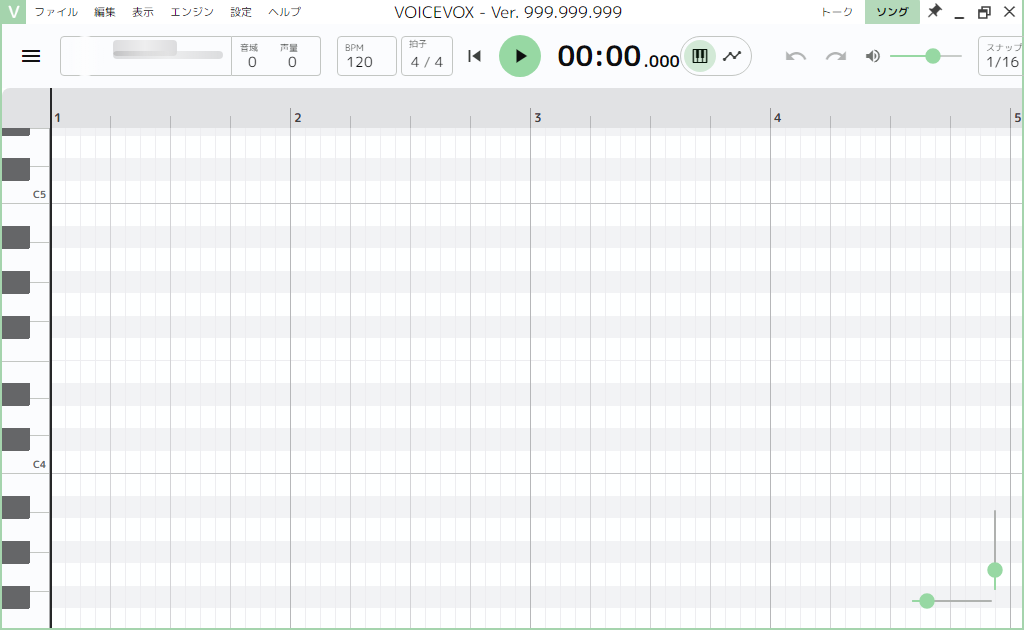 V ファイル 編集 表示 エンジン 設定 ヘルプ VOICEVOX - Ver. 999.999.999 トーク ソング
音域 声量 BPM 拍子 スナップ
0 0 120 4 / 4 00:00.000 1/16
1 2 3 4 5
C5
C4